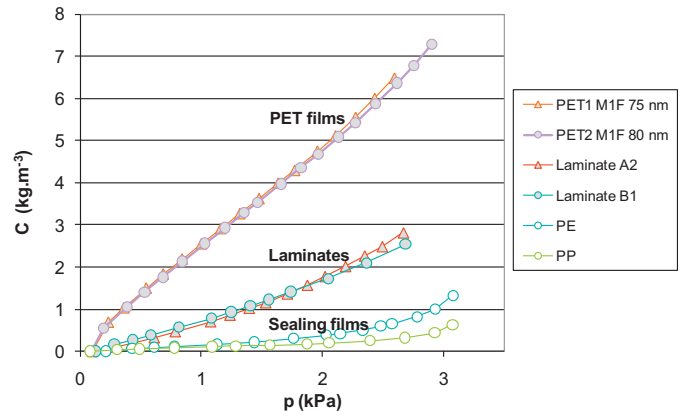 8
7
6
5
4
3
2
1
0
C (kg.m-3)
0
1
2
3
p (kPa)
PET films
Laminates
Sealing films
PET1 M1F 75 nm
PET2 M1F 80 nm
Laminate A2
Laminate B1
PE
PP